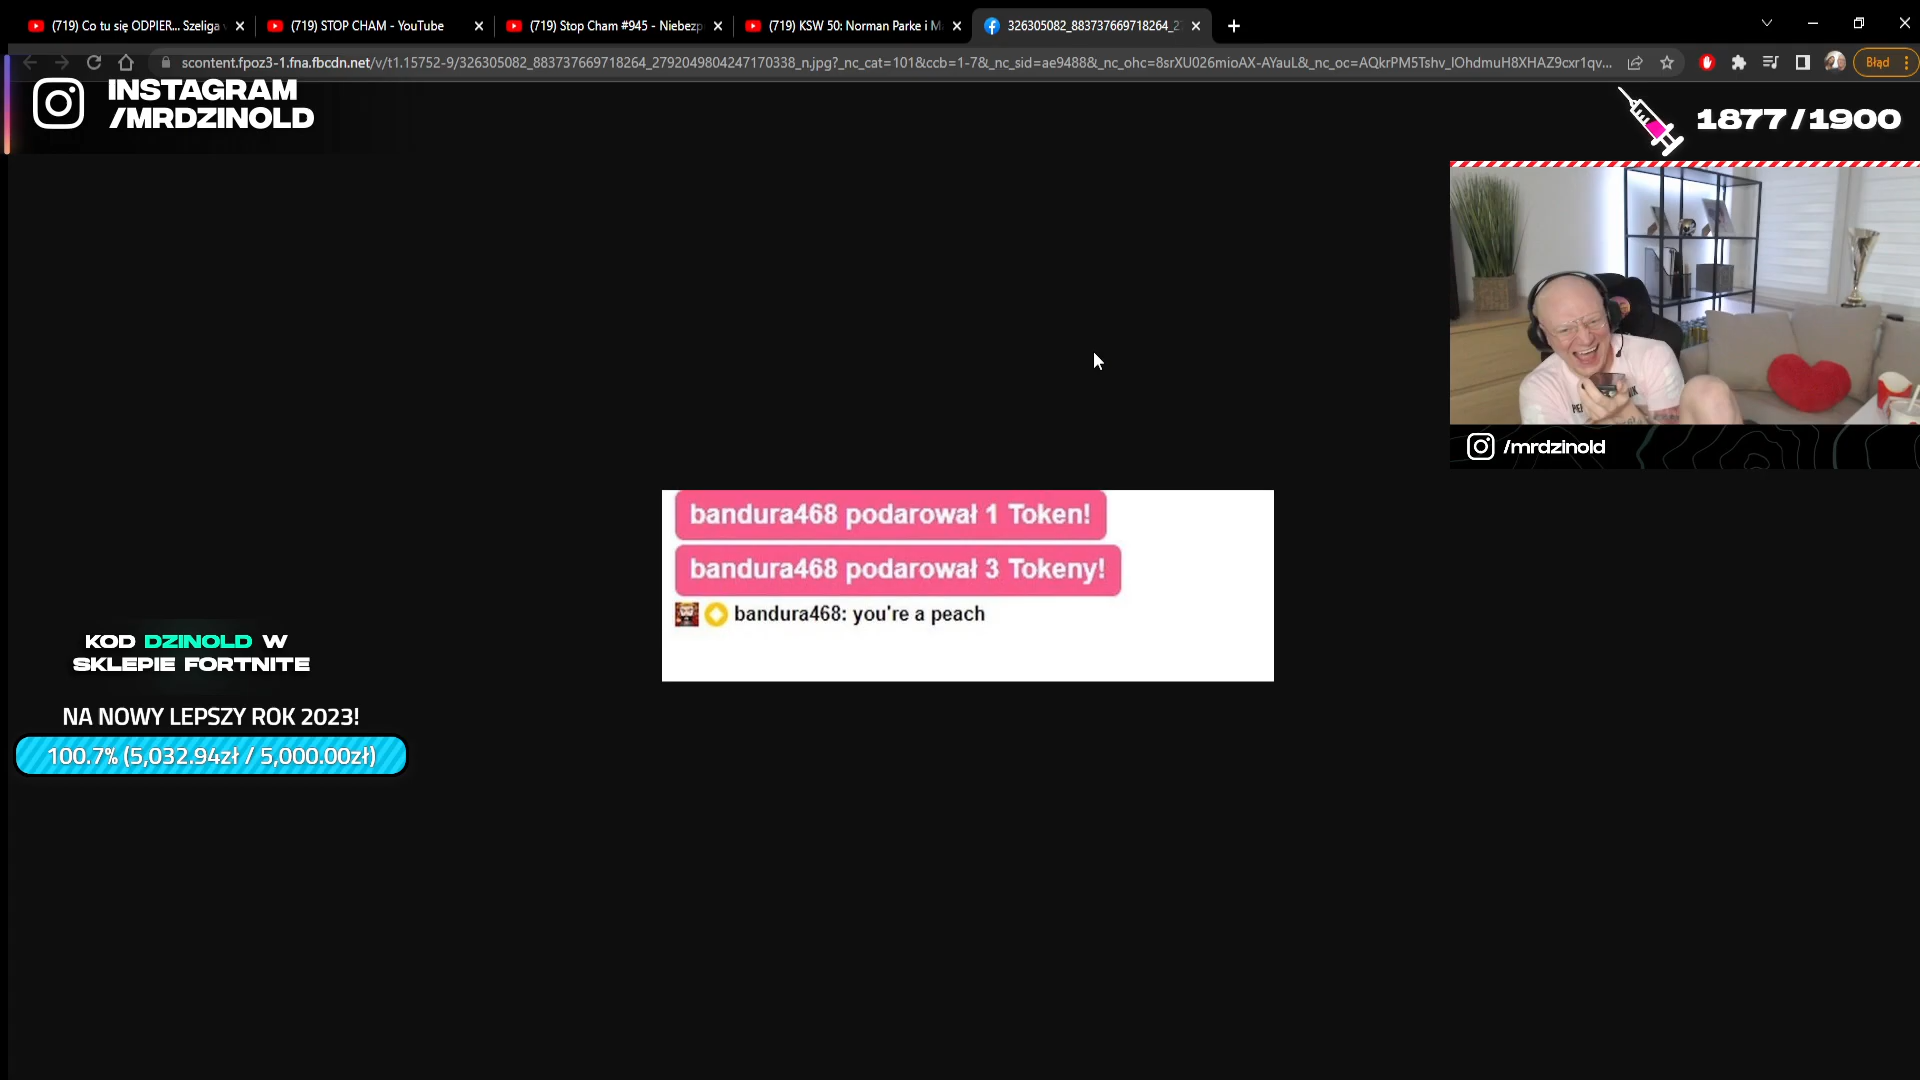 (719) Co tu się ODPIER... Szeliga
(719) STOP CHAM - YouTube
(719) Stop Cham #945 - Niebezp
(719) KSW 50: Norman Parke i M
326305082_883737669718264_2
scontent.fpoz3-1.fna.fbcdn.net/v/t1.15752-9/326305082_883737669718264_2792049804247170338_n.jpg?_nc_cat=101&ccb=1-7&_nc_sid=ae9488&_nc_ohc=8srXU026mioAX-AYauL&_nc_oc=AQkrPM5Tshv_IOhdmuH8XHAZ9cxr1qv...
Błąd
INSTAGRAM
/MRDZINOLD
1877/1900
/mrdzinold
bandura468 podarował 1 Token!
bandura468 podarował 3 Tokeny!
bandura468: you're a peach
KOD DZINOLD W
SKLEPIE FORTNITE
NA NOWY LEPSZY ROK 2023!
100.7% (5,032.94zł / 5,000.00zł)